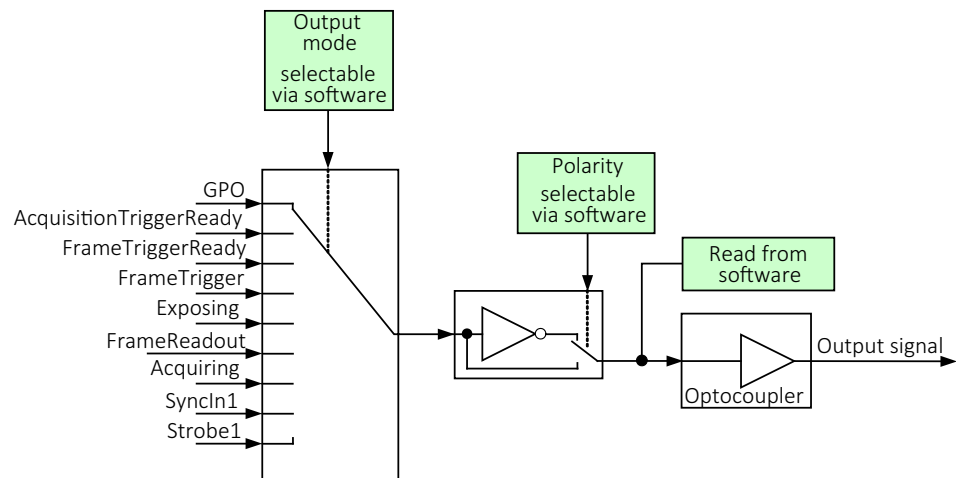 Output
mode
selectable
via software
Polarity
selectable
via software
Read from
software
GPO
AcquisitionTriggerReady
FrameTriggerReady
FrameTrigger
Exposing
FrameReadout
Acquiring
SyncIn1
Strobe1
Optocoupler
Output signal